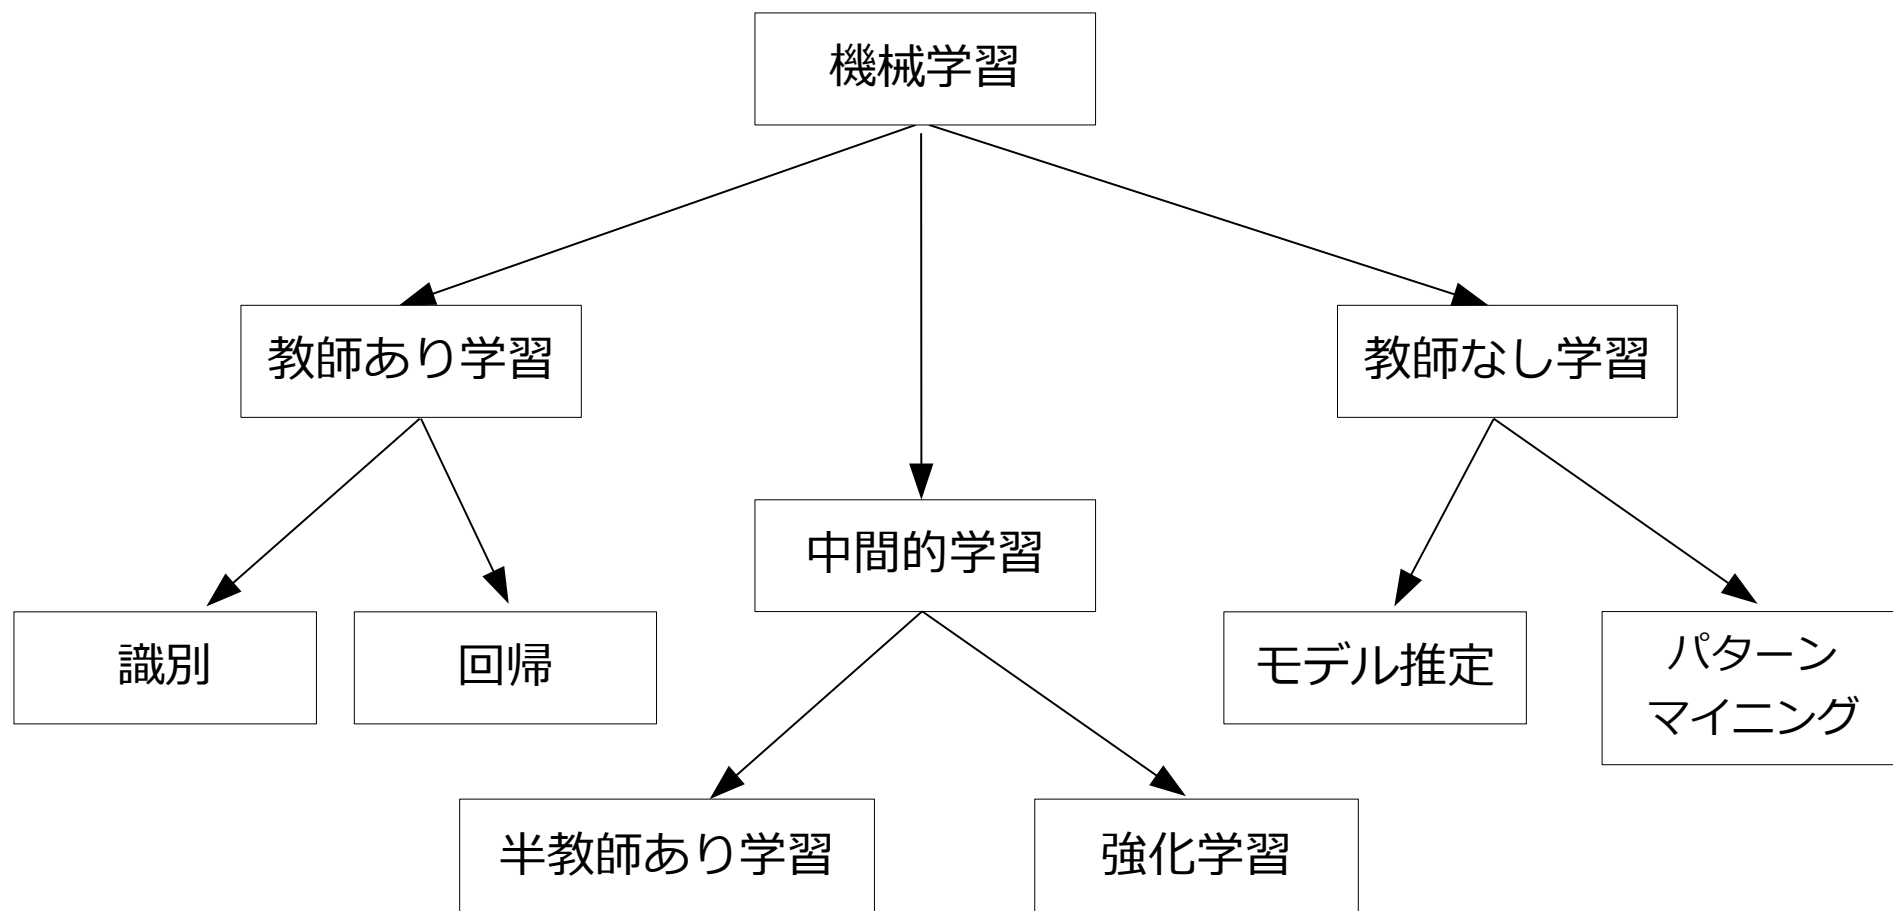 機械学習
教師あり学習
教師なし学習
中間的学習
識別
回帰
モデル推定
パターン
マイニング
半教師あり学習
強化学習